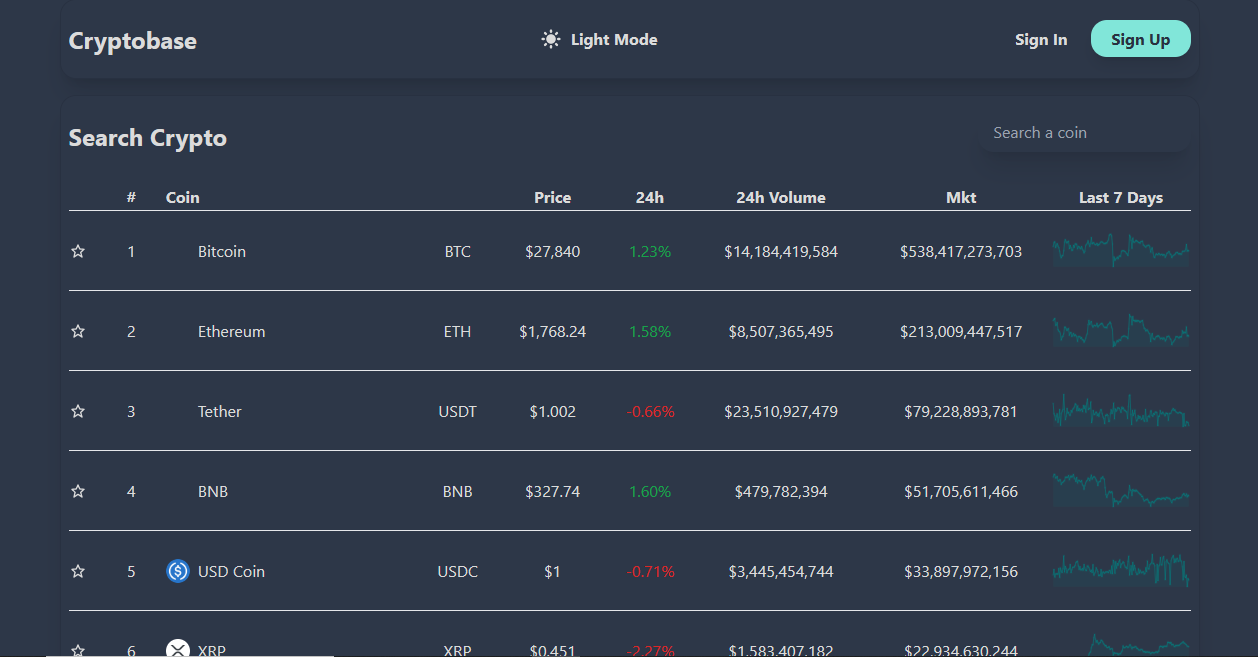 Cryptobase Light Mode Sign In Sign Up
Search Crypto Search a coin
# Coin Price 24h 24h Volume Mkt Last 7 Days
1 Bitcoin BTC $27,840 1.23% $14,184,419,584 $538,417,273,703
2 Ethereum ETH $1,768.24 1.58% $8,507,365,495 $213,009,447,517
3 Tether USDT $1.002 -0.66% $23,510,927,479 $79,228,893,781
4 BNB BNB $327.74 1.60% $479,782,394 $51,705,611,466
5 USD Coin USDC $1 -0.71% $3,445,454,744 $33,897,972,156
6 XRP XRP $0.451 -2.27% $1,583,407,182 $22,934,630,244